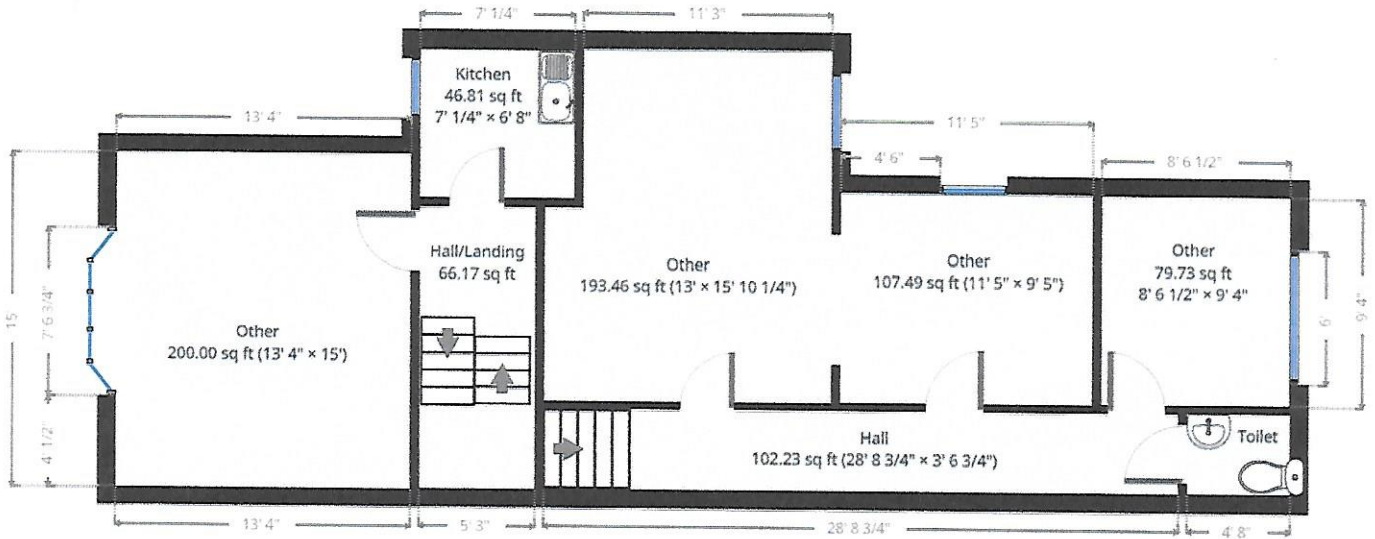 7' 1/4"
11' 3"
Kitchen
46.81 sq ft
7' 1/4" × 6' 8"
13' 4"
11' 5"
4' 6"
8' 6 1/2"
15'
7' 6 3/4"
4' 1/2"
Other
200.00 sq ft (13' 4" × 15')
Hall/Landing
66.17 sq ft
Other
193.46 sq ft (13' × 15' 10 1/4")
Other
107.49 sq ft (11' 5" × 9' 5")
Other
79.73 sq ft
8' 6 1/2" × 9' 4"
6'
9' 4"
Hall
102.23 sq ft (28' 8 3/4" × 3' 6 3/4")
Toilet
13' 4"
5' 3"
28' 8 3/4"
4' 8"